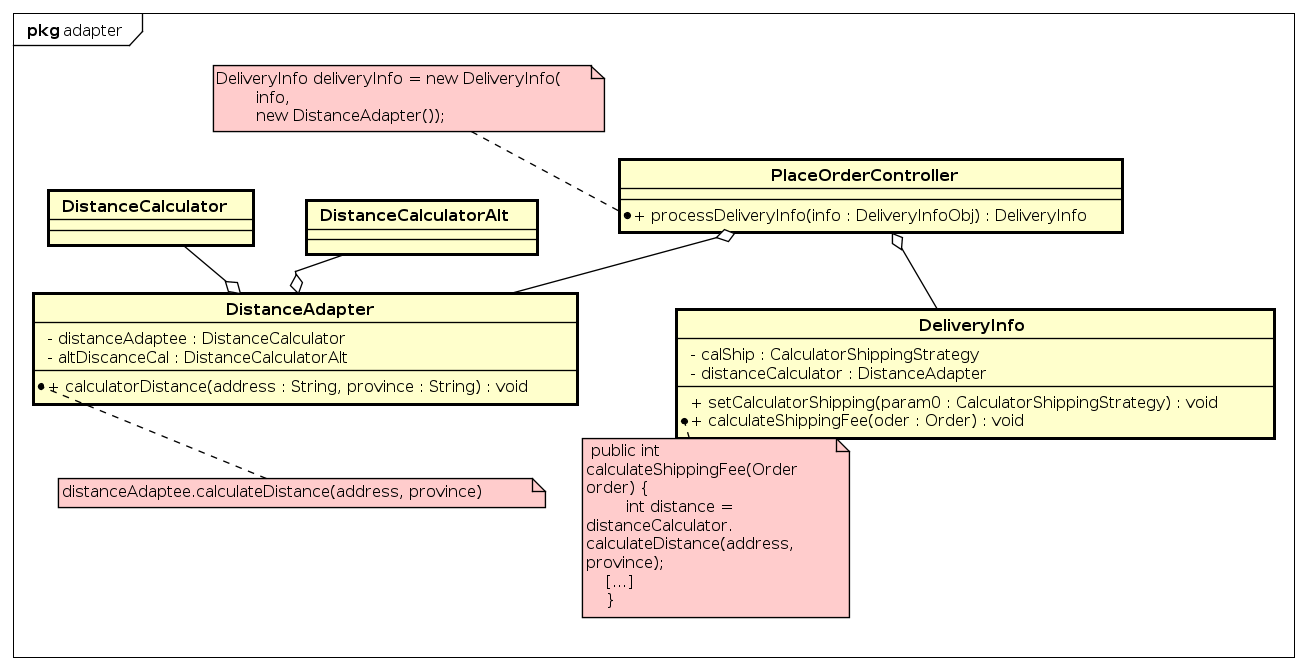 pkg adapter
DeliveryInfo deliveryInfo = new DeliveryInfo(
info,
new DistanceAdapter());
PlaceOrderController
+ processDeliveryInfo(info : DeliveryInfoObj) : DeliveryInfo
DistanceCalculator
DistanceCalculatorAlt
DistanceAdapter
- distanceAdaptee : DistanceCalculator
- altDiscanceCal : DistanceCalculatorAlt
+ calculatorDistance(address : String, province : String) : void
DeliveryInfo
- calShip : CalculatorShippingStrategy
- distanceCalculator : DistanceAdapter
+ setCalculatorShipping(param0 : CalculatorShippingStrategy) : void
+ calculateShippingFee(oder : Order) : void
distanceAdaptee.calculateDistance(address, province)
public int
calculateShippingFee(Order
order) {
int distance =
distanceCalculator.
calculateDistance(address,
province);
[...]
}